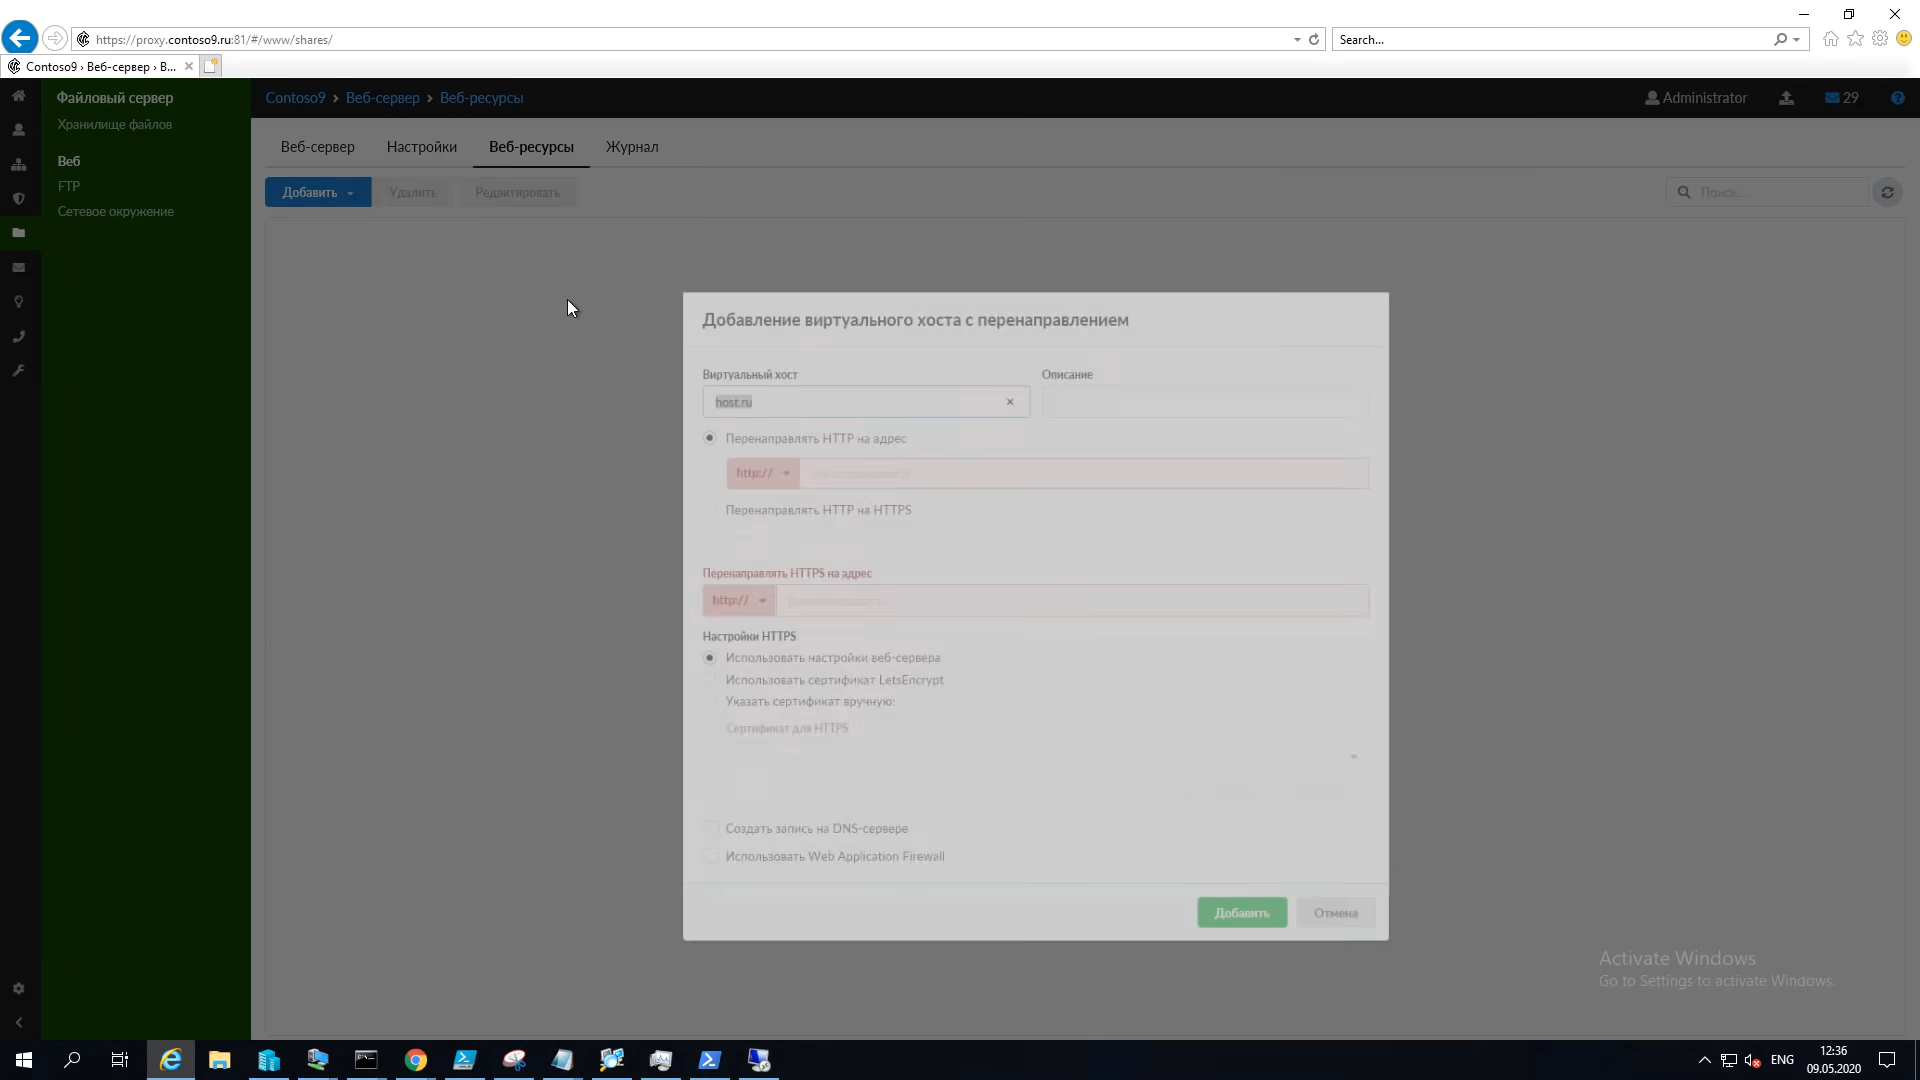 https://proxy.contoso9.ru:81/#/www/shares/
Search...
Contoso9 › Веб-сервер › В...
Файловый сервер
Хранилище файлов
Веб
FTP
Сетевое окружение
Contoso9 › Веб-сервер › Веб-ресурсы
Administrator
29
Веб-сервер
Настройки
Веб-ресурсы
Журнал
Добавить
Удалить
Редактировать
Поиск...
Добавление виртуального хоста с перенаправлением
Виртуальный хост
Описание
host.ru
Перенаправлять HTTP на адрес
http://
Перенаправлять HTTP на HTTPS
Перенаправлять HTTPS на адрес
http://
Настройки HTTPS
Использовать настройки веб-сервера
Использовать сертификат LetsEncrypt
Указать сертификат вручную:
Сертификат для HTTPS
Создать запись на DNS-сервере
Использовать Web Application Firewall
Добавить
Отмена
Activate Windows
Go to Settings to activate Windows.
ENG
12:36
09.05.2020